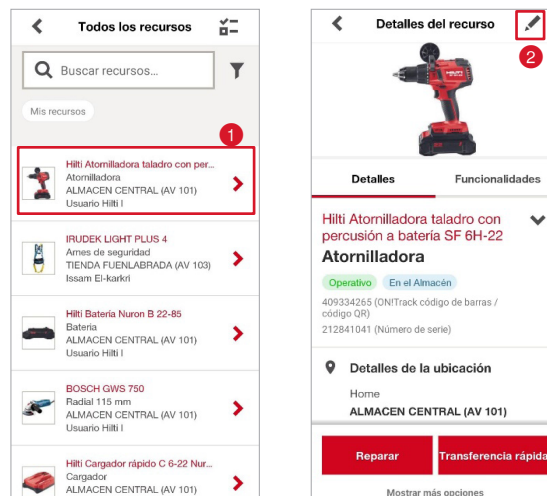 Todos los recursos
Buscar recursos...
Mis recursos
1
Hilti Atornilladora taladro con per...
Atornilladora
ALMACEN CENTRAL (AV 101)
Usuario Hilti I
IRUDEK LIGHT PLUS 4
Arnes de seguridad
TIENDA FUENLABRADA (AV 103)
Issam El-karkri
Hilti Batería Nuron B 22-85
Bateria
ALMACEN CENTRAL (AV 101)
Usuario Hilti I
BOSCH GWS 750
Radial 115 mm
ALMACEN CENTRAL (AV 101)
Usuario Hilti I
Hilti Cargador rápido C 6-22 Nur...
Cargador
ALMACEN CENTRAL (AV 101)
Detalles del recurso
2
HILTI
Detalles
Funcionalidades
Hilti Atornilladora taladro con
percusión a batería SF 6H-22
Atornilladora
Operativo
En el Almacén
409334265 (ON!Track código de barras /
código QR)
212841041 (Número de serie)
Detalles de la ubicación
Home
ALMACEN CENTRAL (AV 101)
Reparar
Transferencia rápida
Mostrar más opciones